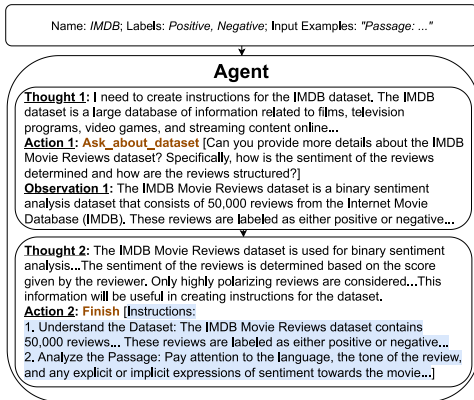 Name: IMDB; Labels: Positive, Negative; Input Examples: "Passage: ..."
Agent
Thought 1: I need to create instructions for the IMDB dataset. The IMDB
dataset is a large database of information related to films, television
programs, video games, and streaming content online...
Action 1: Ask_about_dataset [Can you provide more details about the IMDB
Movie Reviews dataset? Specifically, how is the sentiment of the reviews
determined and how are the reviews structured?]
Observation 1: The IMDB Movie Reviews dataset is a binary sentiment
analysis dataset that consists of 50,000 reviews from the Internet Movie
Database (IMDB). These reviews are labeled as either positive or negative...
Thought 2: The IMDB Movie Reviews dataset is used for binary sentiment
analysis...The sentiment of the reviews is determined based on the score
given by the reviewer. Only highly polarizing reviews are considered...This
information will be useful in creating instructions for the dataset.
Action 2: Finish [Instructions:
1. Understand the Dataset: The IMDB Movie Reviews dataset contains
50,000 reviews... These reviews are labeled as either positive or negative...
2. Analyze the Passage: Pay attention to the language, the tone of the review,
and any explicit or implicit expressions of sentiment towards the movie...]